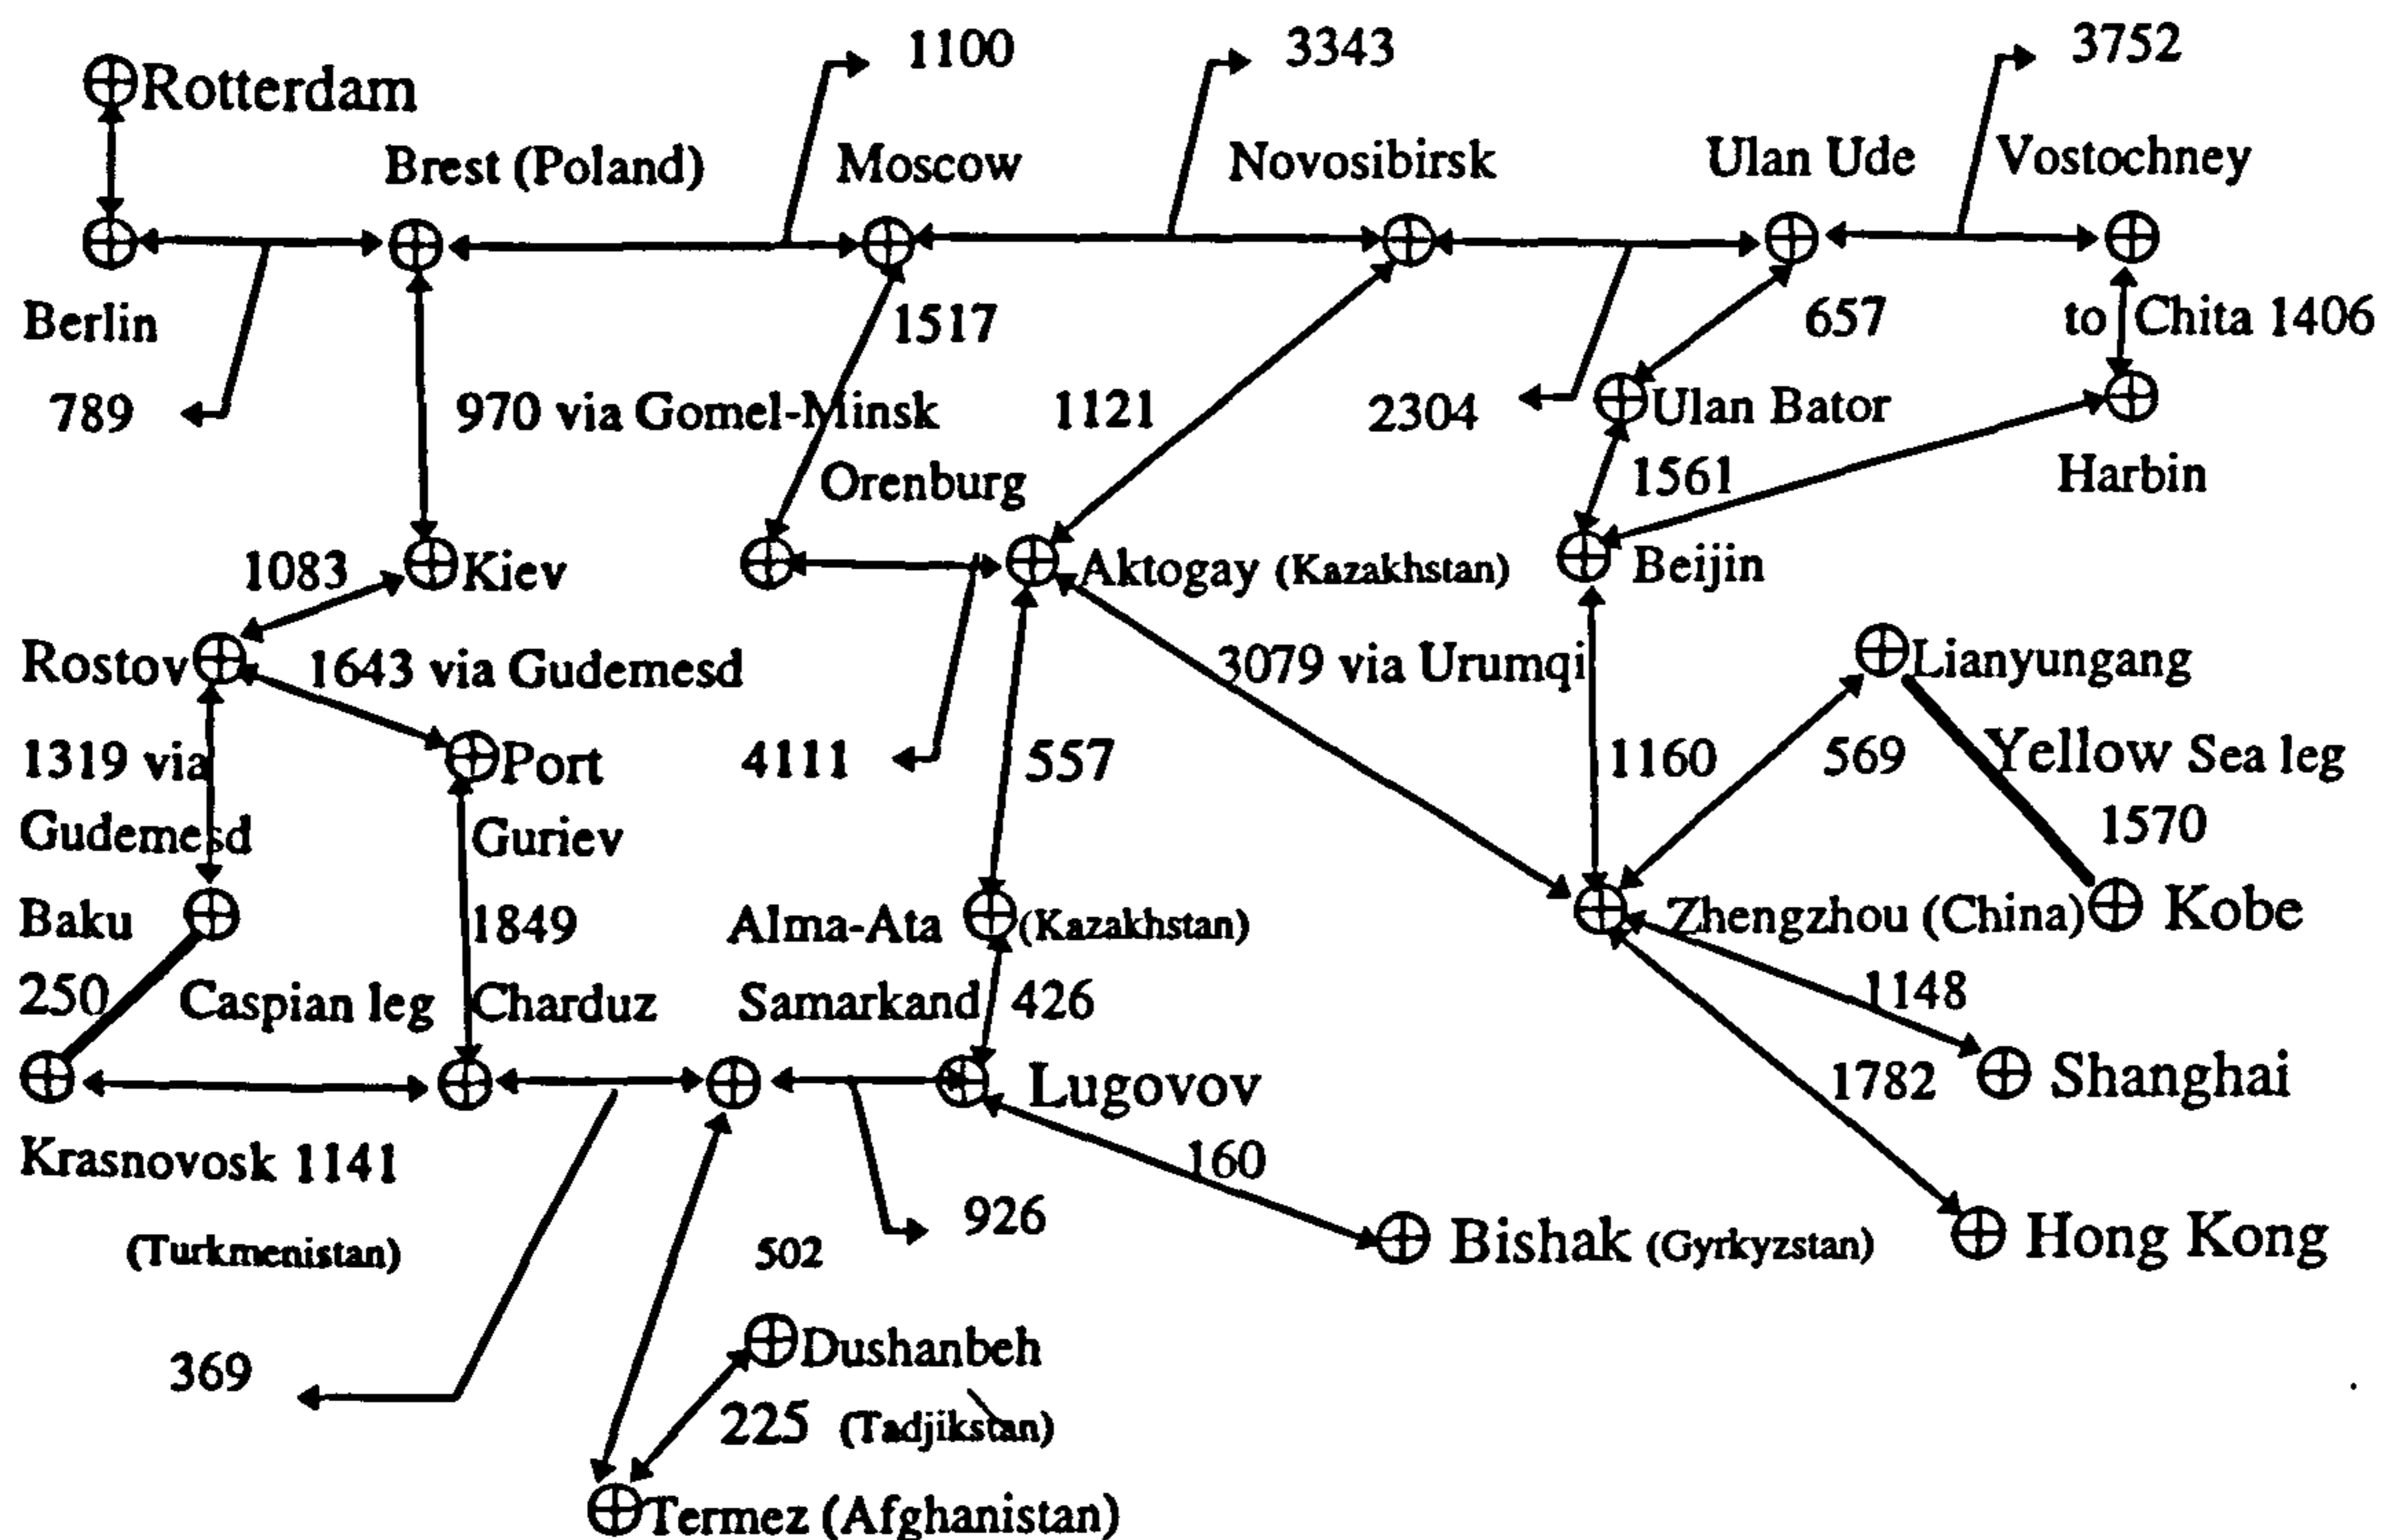 1100
3343
3752
Rotterdam
Brest (Poland)
Moscow
Novosibirsk
Ulan Ude
Vostochney
Berlin
1517
657
to Chita 1406
789
970 via Gomel-Minsk
1121
2304
Ulan Bator
Orenburg
1561
Harbin
1083
Kiev
Aktogay (Kazakhstan)
Beijin
Rostov
1643 via Gudemesd
3079 via Urumqi
Lianyungang
1319 via
Port
4111
557
1160
569
Yellow Sea leg
Gudemesd
Guriev
1570
Baku
1849
Alma-Ata
(Kazakhstan)
Zhengzhou (China)
Kobe
250
Caspian leg
Charduz
Samarkand
426
1148
Lugovov
1782
Shanghai
Krasnovosk 1141
160
(Turkmenistan)
502
926
Bishak (Gyrkyzstan)
Hong Kong
369
Dushanbeh
225
(Tadjikstan)
Termez (Afghanistan)